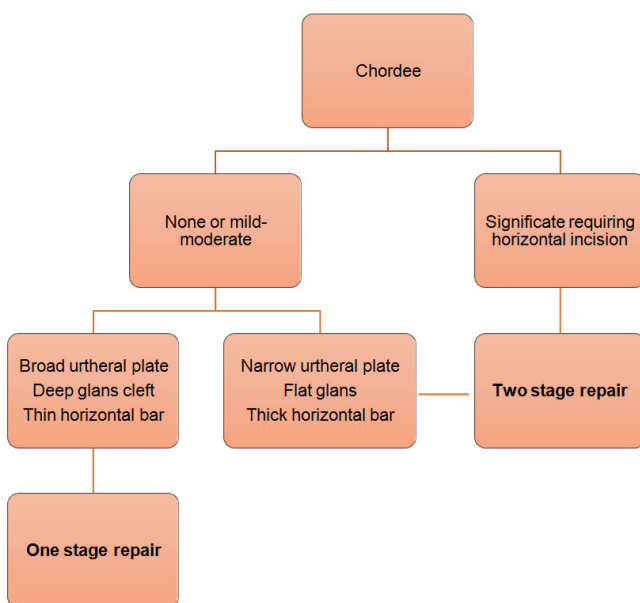 Chordee
None or mild-
moderate
Significate requiring
horizontal incision
Broad urtheral plate
Deep glans cleft
Thin horizontal bar
Narrow urtheral plate
Flat glans
Thick horizontal bar
Two stage repair
One stage repair